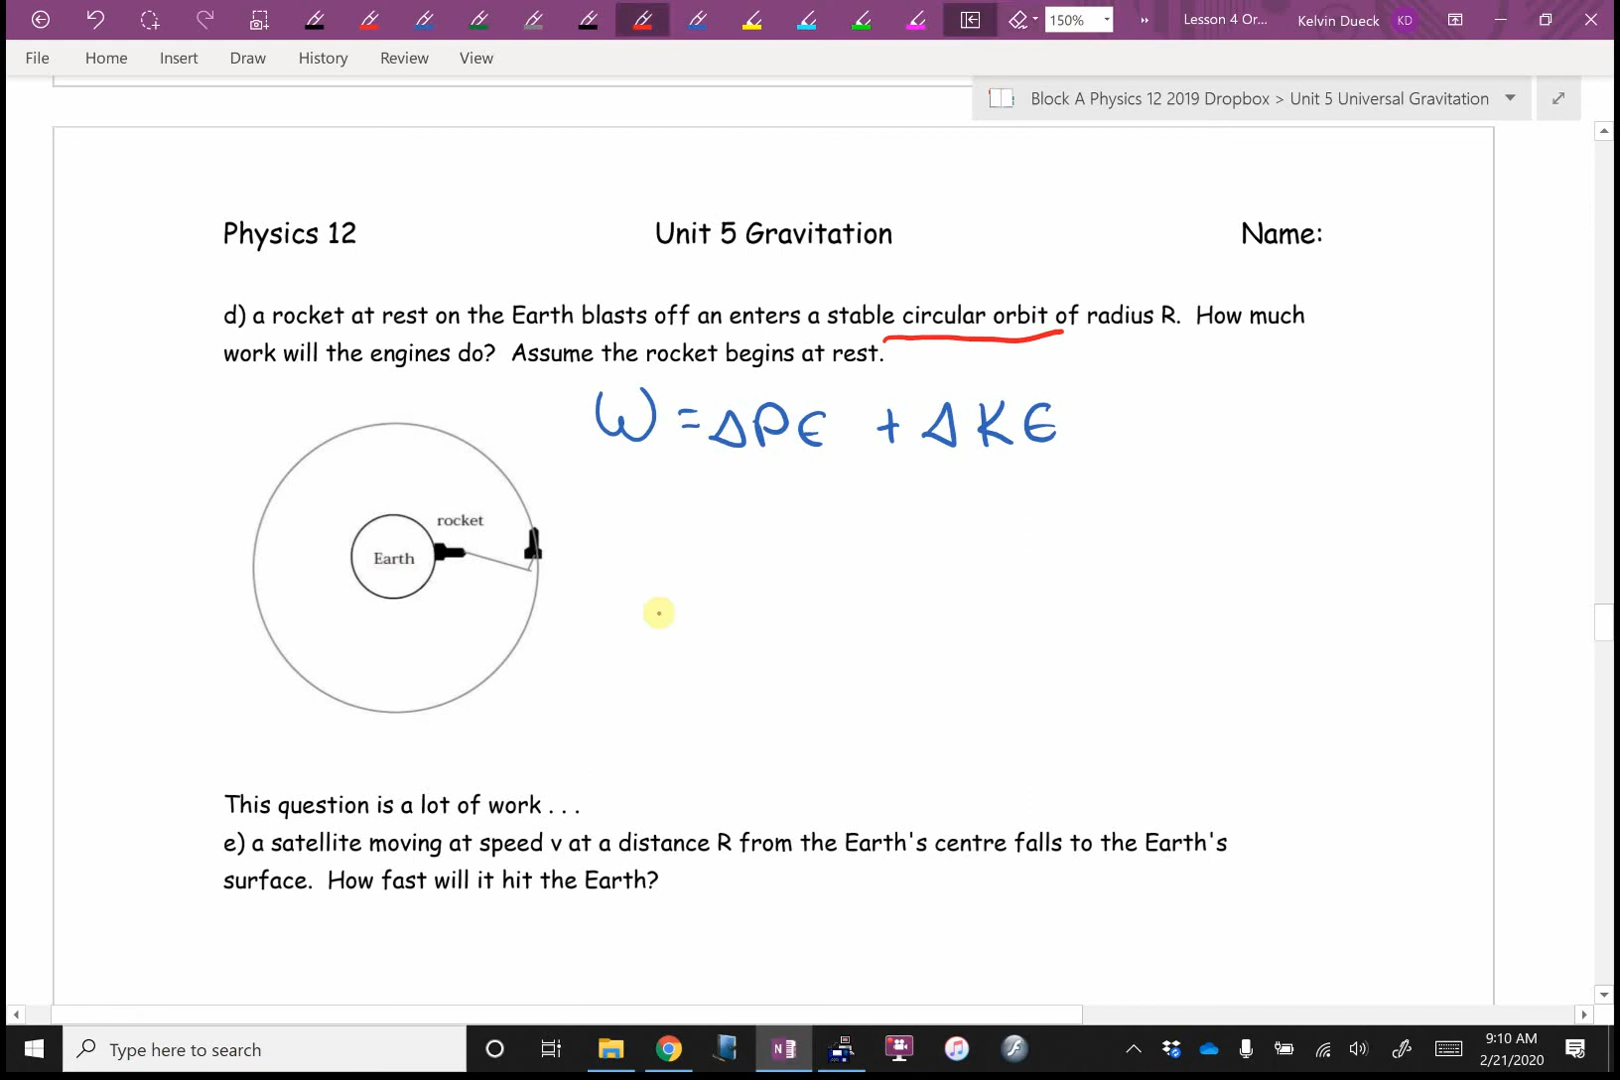 150%
Lesson 4 Or...
Kelvin Dueck
KD
File Home Insert Draw History Review View
Block A Physics 12 2019 Dropbox > Unit 5 Universal Gravitation
Physics 12 Unit 5 Gravitation Name:
d) a rocket at rest on the Earth blasts off an enters a stable circular orbit of radius R. How much
work will the engines do? Assume the rocket begins at rest.
W = ΔPE + ΔKE
rocket
Earth
This question is a lot of work . . .
e) a satellite moving at speed v at a distance R from the Earth's centre falls to the Earth's
surface. How fast will it hit the Earth?
Type here to search
N
9:10 AM
2/21/2020